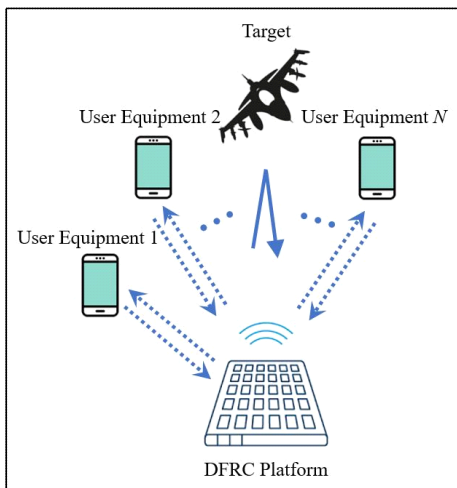 Target
User Equipment 2
User Equipment N
User Equipment 1
DFRC Platform